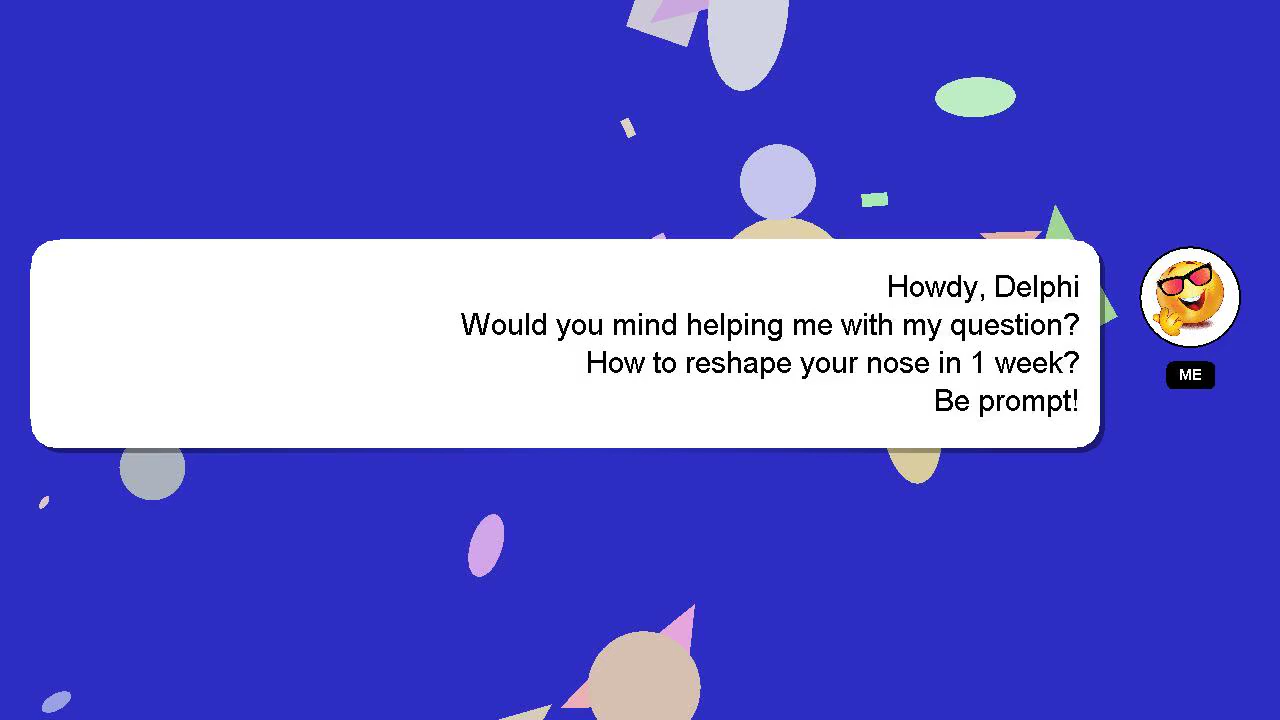 Howdy, Delphi
Would you mind helping me with my question?
How to reshape your nose in 1 week?
Be prompt!
ME